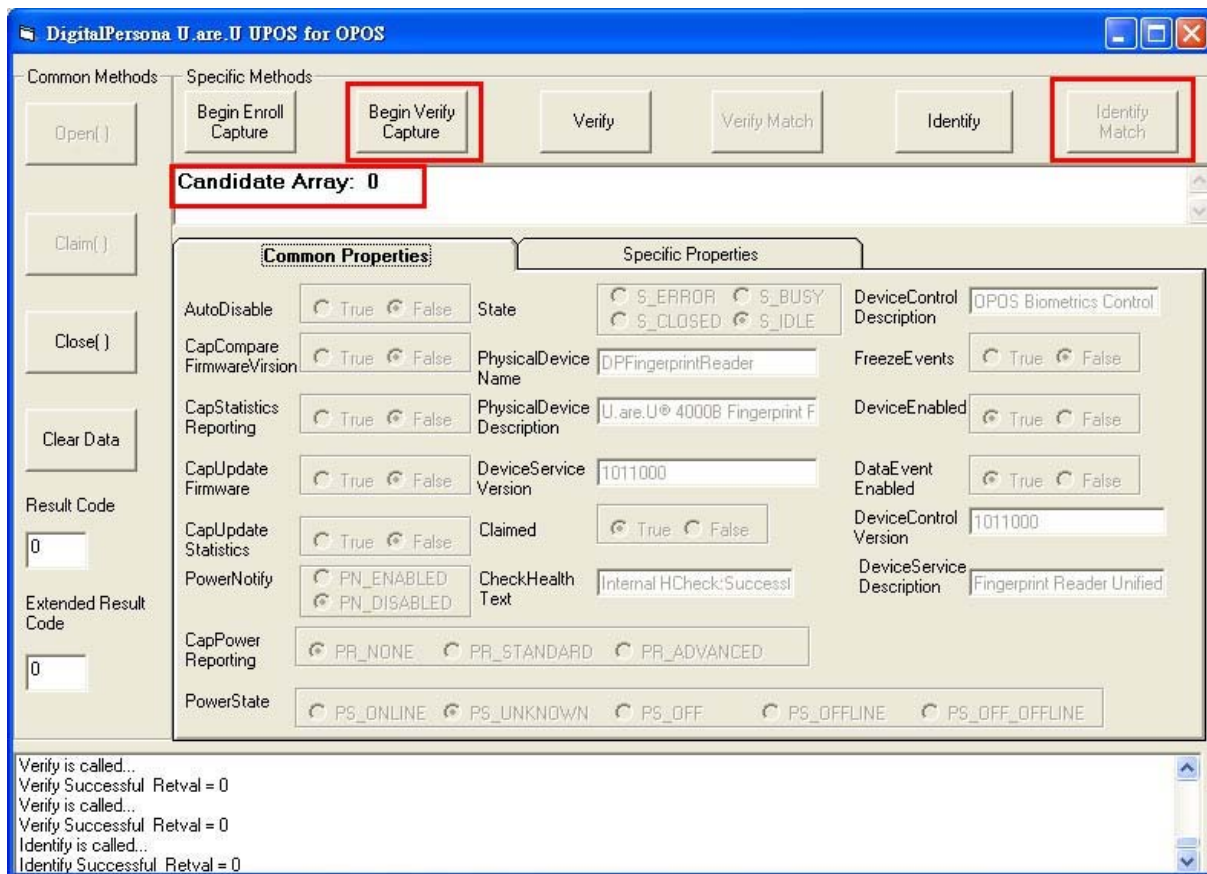 DigitalPersona U.are.U UPOS for OPOS
Common Methods
Open( )
Claim( )
Close( )
Clear Data
Result Code
0
Extended Result
Code
0
Specific Methods
Begin Enroll
Capture
Begin Verify
Capture
Verify
Verify Match
Identify
Identify
Match
Candidate Array: 0
Common Properties
Specific Properties
AutoDisable
True False
CapCompare
FirmwareVirsion
True False
CapStatistics
Reporting
True False
CapUpdate
Firmware
True False
CapUpdate
Statistics
True False
PowerNotify
PN_ENABLED
PN_DISABLED
CapPower
Reporting
PR_NONE PR_STANDARD PR_ADVANCED
PowerState
PS_ONLINE PS_UNKNOWN PS_OFF PS_OFFLINE PS_OFF_OFFLINE
State
S_ERROR S_BUSY
S_CLOSED S_IDLE
PhysicalDevice
Name
DPFingerprintReader
PhysicalDevice
Description
U.are.U® 4000B Fingerprint F
DeviceService
Version
1011000
Claimed
True False
CheckHealth
Text
Internal HCheck:Successl
DeviceControl
Description
OPOS Biometrics Control
FreezeEvents
True False
DeviceEnabled
True False
DataEvent
Enabled
True False
DeviceControl
Version
1011000
DeviceService
Description
Fingerprint Reader Unified
Verify is called...
Verify Successful Retval = 0
Verify is called...
Verify Successful Retval = 0
Identify is called...
Identify Successful Retval = 0